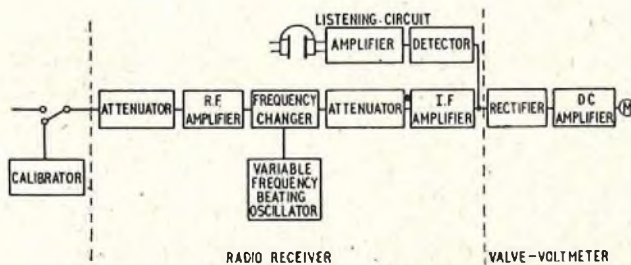 LISTENING-CIRCUIT
AMPLIFIER
DETECTOR
ATTENUATOR
R.F.
AMPLIFIER
FREQUENCY
CHANGER
ATTENUATOR
I.F
AMPLIFIER
RECTIFIER
DC
AMPLIFIER
M
CALIBRATOR
VARIABLE
FREQUENCY
BEATING
OSCILLATOR
RADIO RECEIVER
VALVE-VOLTMETER